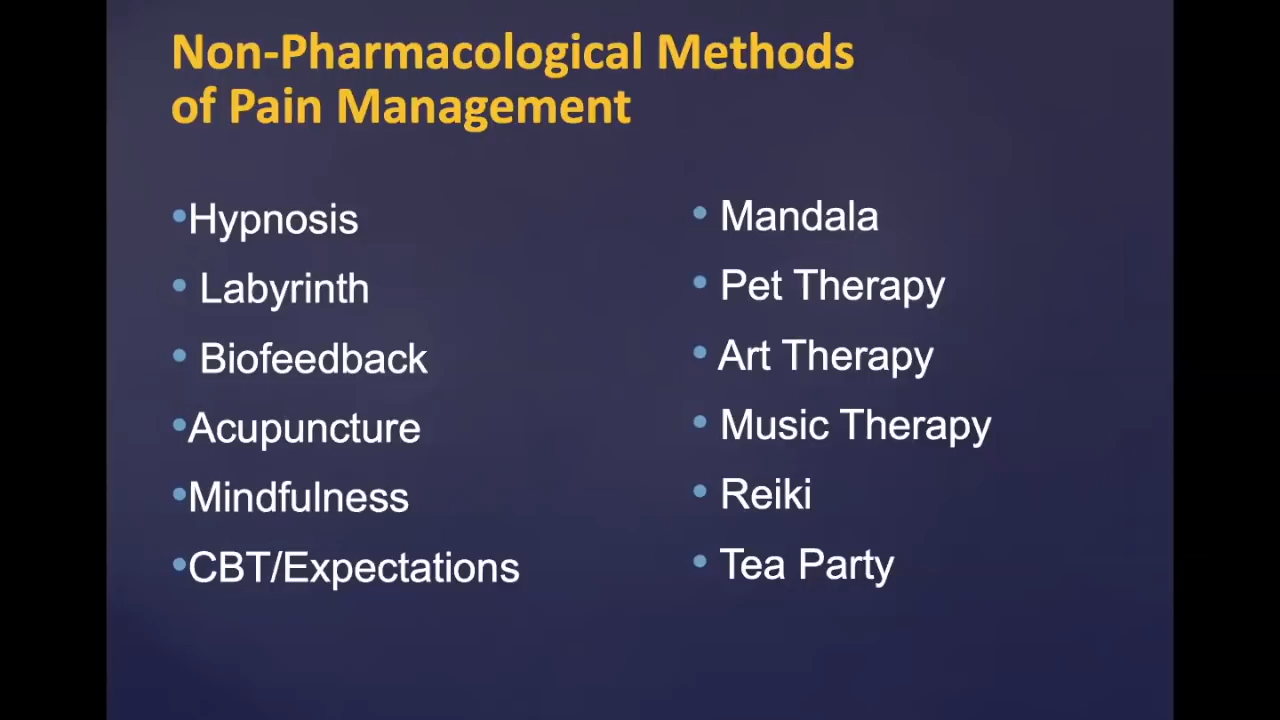 Non-Pharmacological Methods
of Pain Management
•Hypnosis
• Labyrinth
• Biofeedback
•Acupuncture
•Mindfulness
•CBT/Expectations
• Mandala
• Pet Therapy
• Art Therapy
• Music Therapy
• Reiki
• Tea Party